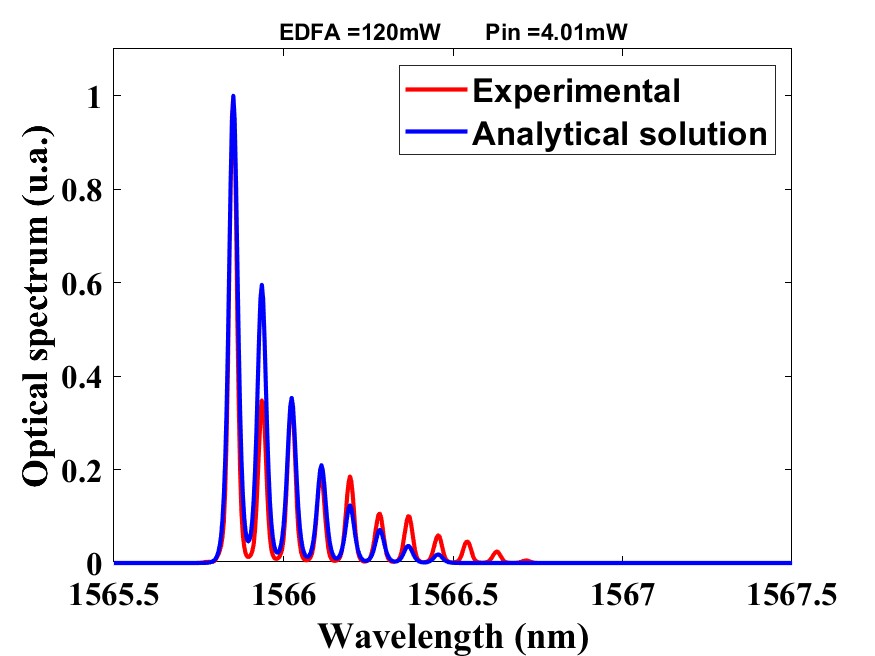 EDFA =120mW Pin =4.01mW
Experimental
Analytical solution
Optical spectrum (u.a.)
1
0.8
0.6
0.4
0.2
0
1565.5 1566 1566.5 1567 1567.5
Wavelength (nm)